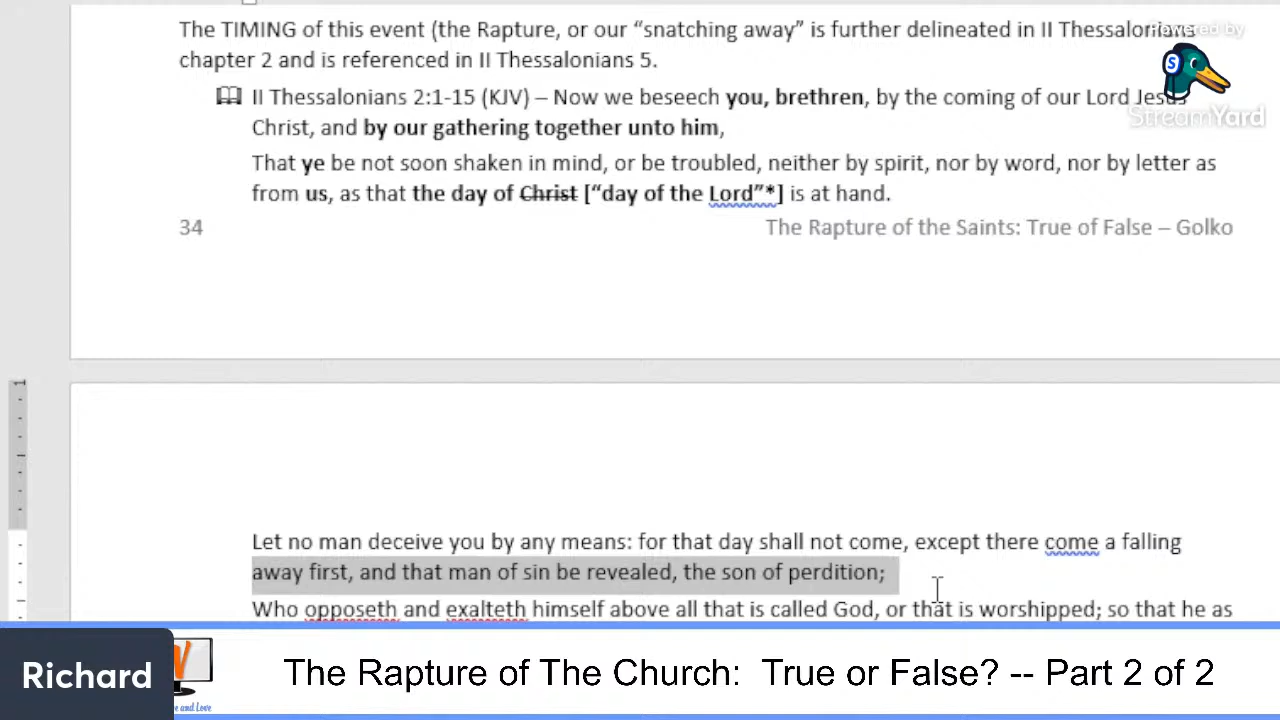 The TIMING of this event (the Rapture, or our “snatching away” is further delineated in II Thessalonians
Powered by
chapter 2 and is referenced in II Thessalonians 5.
II Thessalonians 2:1-15 (KJV) – Now we beseech you, brethren, by the coming of our Lord Jesus
StreamYard
Christ, and by our gathering together unto him,
That ye be not soon shaken in mind, or be troubled, neither by spirit, nor by word, nor by letter as
from us, as that the day of Christ [“day of the Lord”*] is at hand.
34 The Rapture of the Saints: True of False – Golko
Let no man deceive you by any means: for that day shall not come, except there come a falling
away first, and that man of sin be revealed, the son of perdition;
Who opposeth and exalteth himself above all that is called God, or that is worshipped; so that he as
Richard
e and Love
The Rapture of The Church: True or False? -- Part 2 of 2